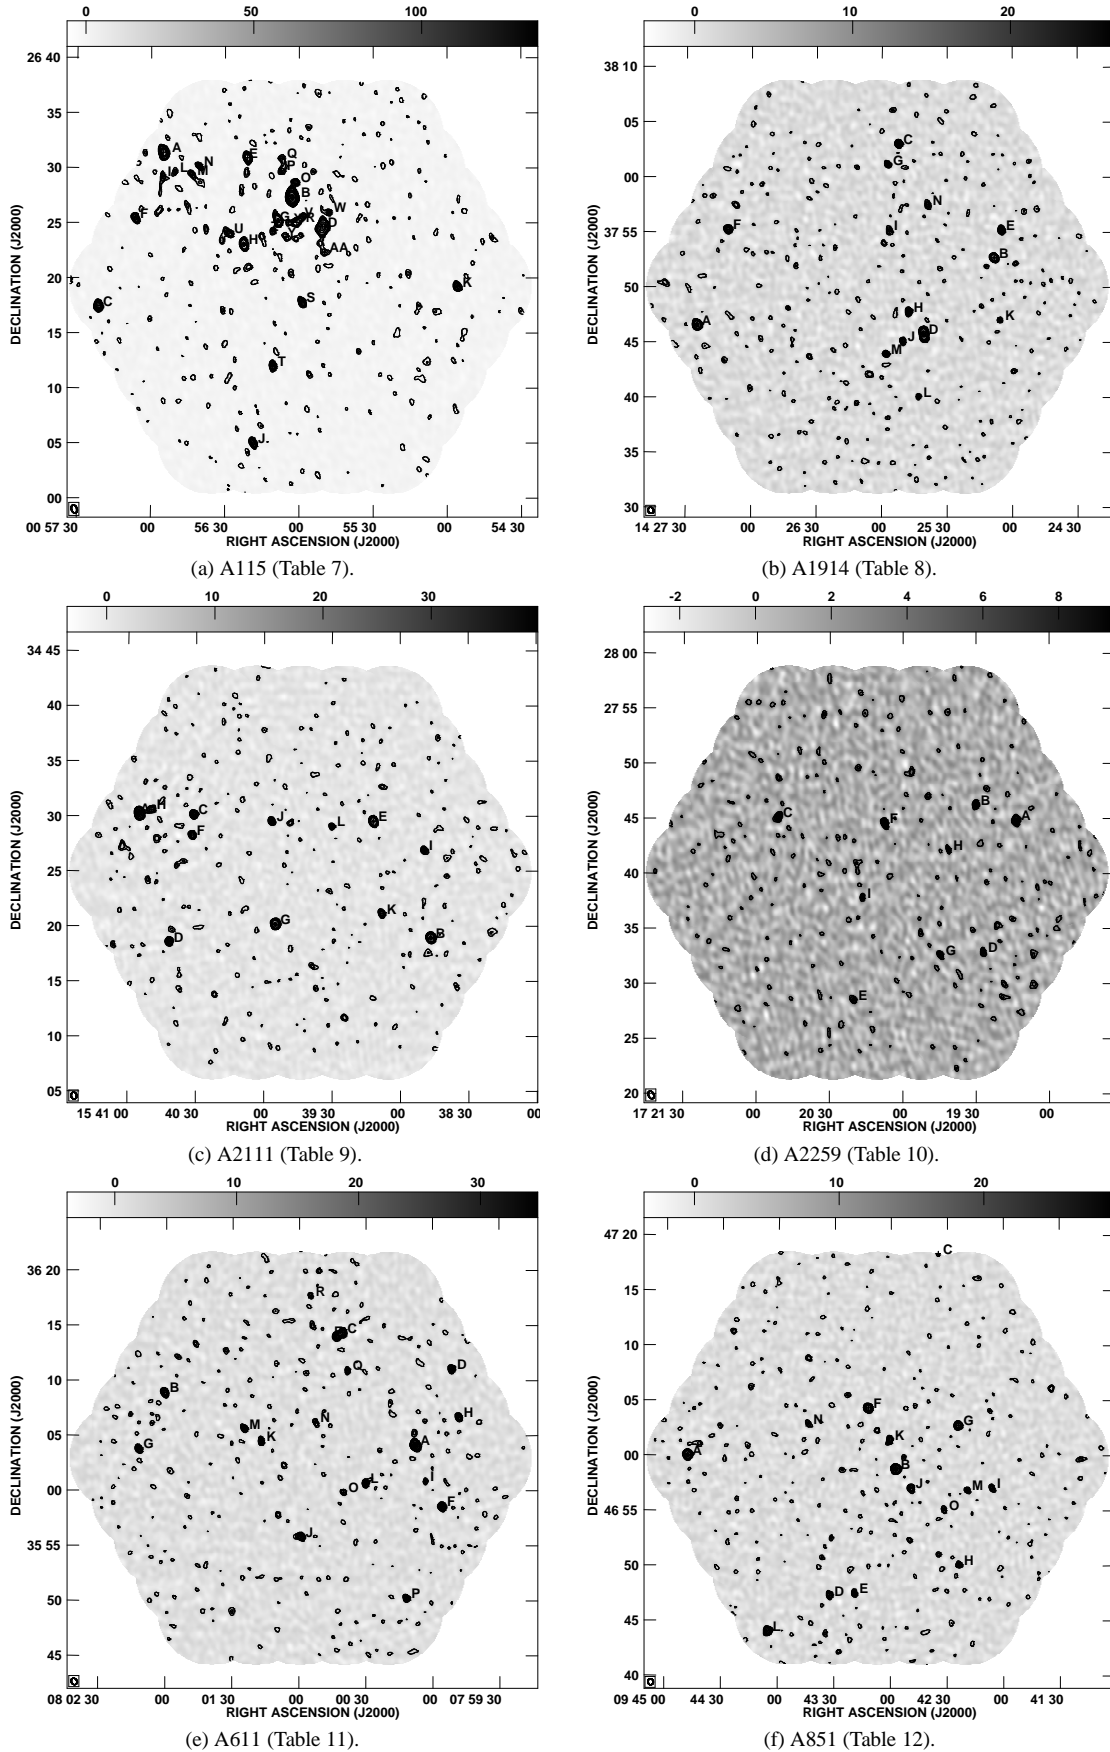 0 50 100
26 40
35
30
25
20
15
10
05
00
DECLINATION (J2000)
A
L
N
M
E
Q
P
O
B
F
G
V
R
W
D
U
H
Y
AA
C
S
K
T
J
00 57 30 00 56 30 00 55 30 00 54 30
RIGHT ASCENSION (J2000)
(a) A115 (Table 7).
0 10 20
38 10
05
00
37 55
50
45
40
35
30
DECLINATION (J2000)
C
G
N
F
I
E
B
A
H
K
D
J
M
L
14 27 30 00 26 30 00 25 30 00 24 30
RIGHT ASCENSION (J2000)
(b) A1914 (Table 8).
0 10 20 30
34 45
40
35
30
25
20
15
10
05
DECLINATION (J2000)
A
H
C
J
L
E
F
I
K
G
D
B
15 41 00 40 30 00 39 30 00 38 30 00
RIGHT ASCENSION (J2000)
(c) A2111 (Table 9).
-2 0 2 4 6 8
28 00
27 55
50
45
40
35
30
25
20
DECLINATION (J2000)
B
C
F
A
H
I
G
D
E
17 21 30 00 20 30 00 19 30 00
RIGHT ASCENSION (J2000)
(d) A2259 (Table 10).
0 10 20 30
36 20
15
10
05
00
35 55
50
45
DECLINATION (J2000)
R
C
Q
D
B
H
M
N
K
G
A
L
I
O
F
J
P
08 02 30 00 01 30 00 00 30 00 07 59 30
RIGHT ASCENSION (J2000)
(e) A611 (Table 11).
0 10 20
47 20
15
10
05
00
46 55
50
45
40
DECLINATION (J2000)
C
F
N
G
K
A
B
J
M
I
O
H
D
E
L
09 45 00 44 30 00 43 30 00 42 30 00 41 30
RIGHT ASCENSION (J2000)
(f) A851 (Table 12).